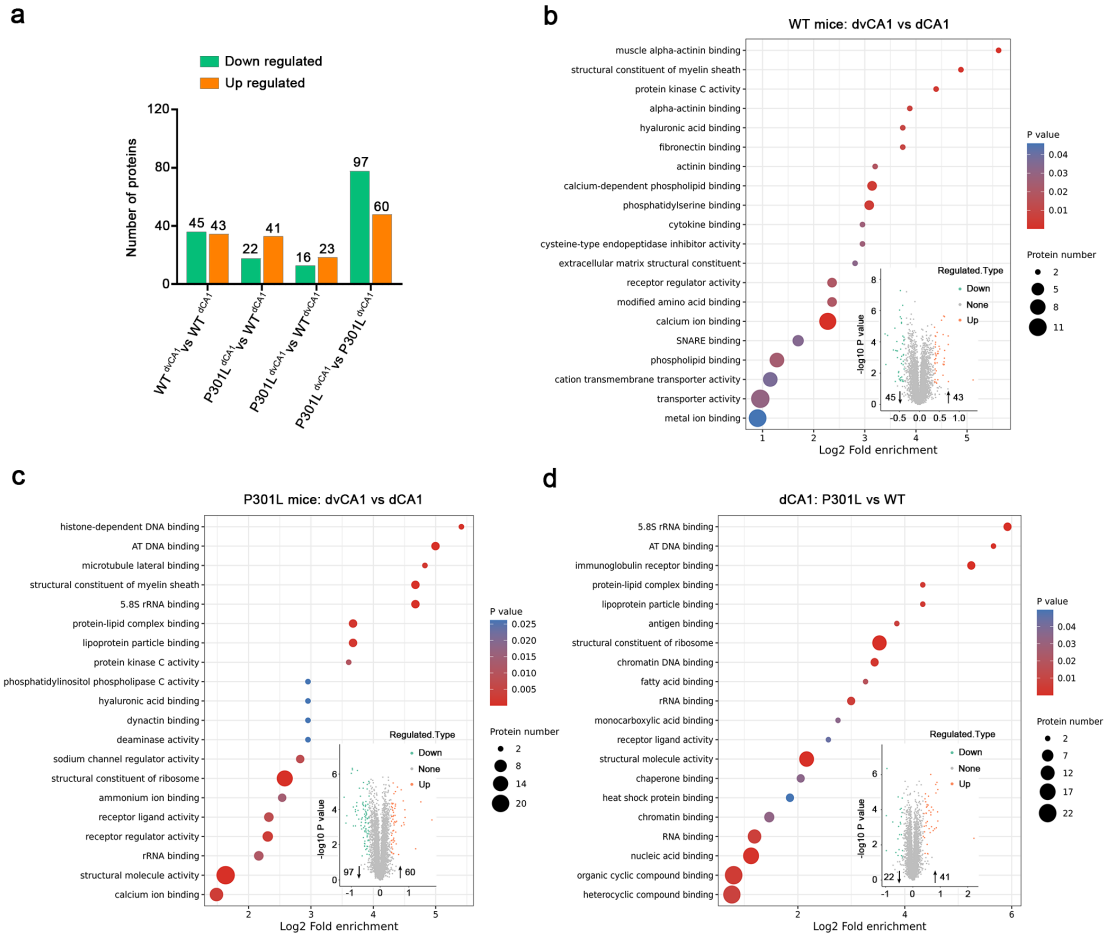 a
Down regulated
Up regulated
Number of proteins
120
80
40
0
45
43
22
41
16
23
97
60
WT dvCA1 vs WT dCA1
P301L dCA1 vs WT dCA1
P301L dvCA1 vs WT dvCA1
P301L dvCA1 vs P301L dvCA1
b
WT mice: dvCA1 vs dCA1
muscle alpha-actinin binding
structural constituent of myelin sheath
protein kinase C activity
alpha-actinin binding
hyaluronic acid binding
fibronectin binding
actinin binding
calcium-dependent phospholipid binding
phosphatidylserine binding
cytokine binding
cysteine-type endopeptidase inhibitor activity
extracellular matrix structural constituent
receptor regulator activity
modified amino acid binding
calcium ion binding
SNARE binding
phospholipid binding
cation transmembrane transporter activity
transporter activity
metal ion binding
1 2 3 4 5
Log2 Fold enrichment
P value
0.04
0.03
0.02
0.01
Protein number
2
5
8
11
Regulated.Type
Down
None
Up
-log10 P value
8
6
4
2
0
45
43
-0.5 0.0 0.5 1.0
c
P301L mice: dvCA1 vs dCA1
histone-dependent DNA binding
AT DNA binding
microtubule lateral binding
structural constituent of myelin sheath
5.8S rRNA binding
protein-lipid complex binding
lipoprotein particle binding
protein kinase C activity
phosphatidylinositol phospholipase C activity
hyaluronic acid binding
dynactin binding
deaminase activity
sodium channel regulator activity
structural constituent of ribosome
ammonium ion binding
receptor ligand activity
receptor regulator activity
rRNA binding
structural molecule activity
calcium ion binding
2 3 4 5
Log2 Fold enrichment
P value
0.025
0.020
0.015
0.010
0.005
Protein number
2
8
14
20
Regulated.Type
Down
None
Up
-log10 P value
6
4
2
0
97
60
-1 0 1
d
dCA1: P301L vs WT
5.8S rRNA binding
AT DNA binding
immunoglobulin receptor binding
protein-lipid complex binding
lipoprotein particle binding
antigen binding
structural constituent of ribosome
chromatin DNA binding
fatty acid binding
rRNA binding
monocarboxylic acid binding
receptor ligand activity
structural molecule activity
chaperone binding
heat shock protein binding
chromatin binding
RNA binding
nucleic acid binding
organic cyclic compound binding
heterocyclic compound binding
2 4 6
Log2 Fold enrichment
P value
0.04
0.03
0.02
0.01
Protein number
2
7
12
17
22
Regulated.Type
Down
None
Up
-log10 P value
6
4
2
0
22
41
-1 0 1 2